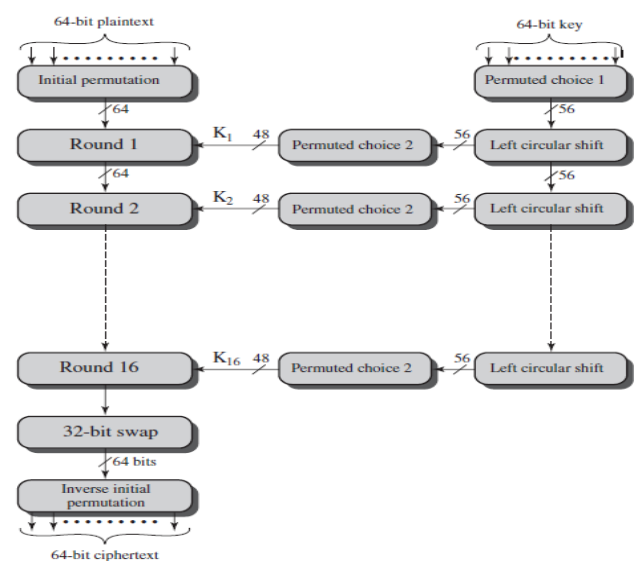 64-bit plaintext
64-bit key
Initial permutation
Permuted choice 1
64
56
Round 1
K1
48
Permuted choice 2
56
Left circular shift
64
56
Round 2
K2
48
Permuted choice 2
56
Left circular shift
Round 16
K16
48
Permuted choice 2
56
Left circular shift
32-bit swap
64 bits
Inverse initial
permutation
64-bit ciphertext